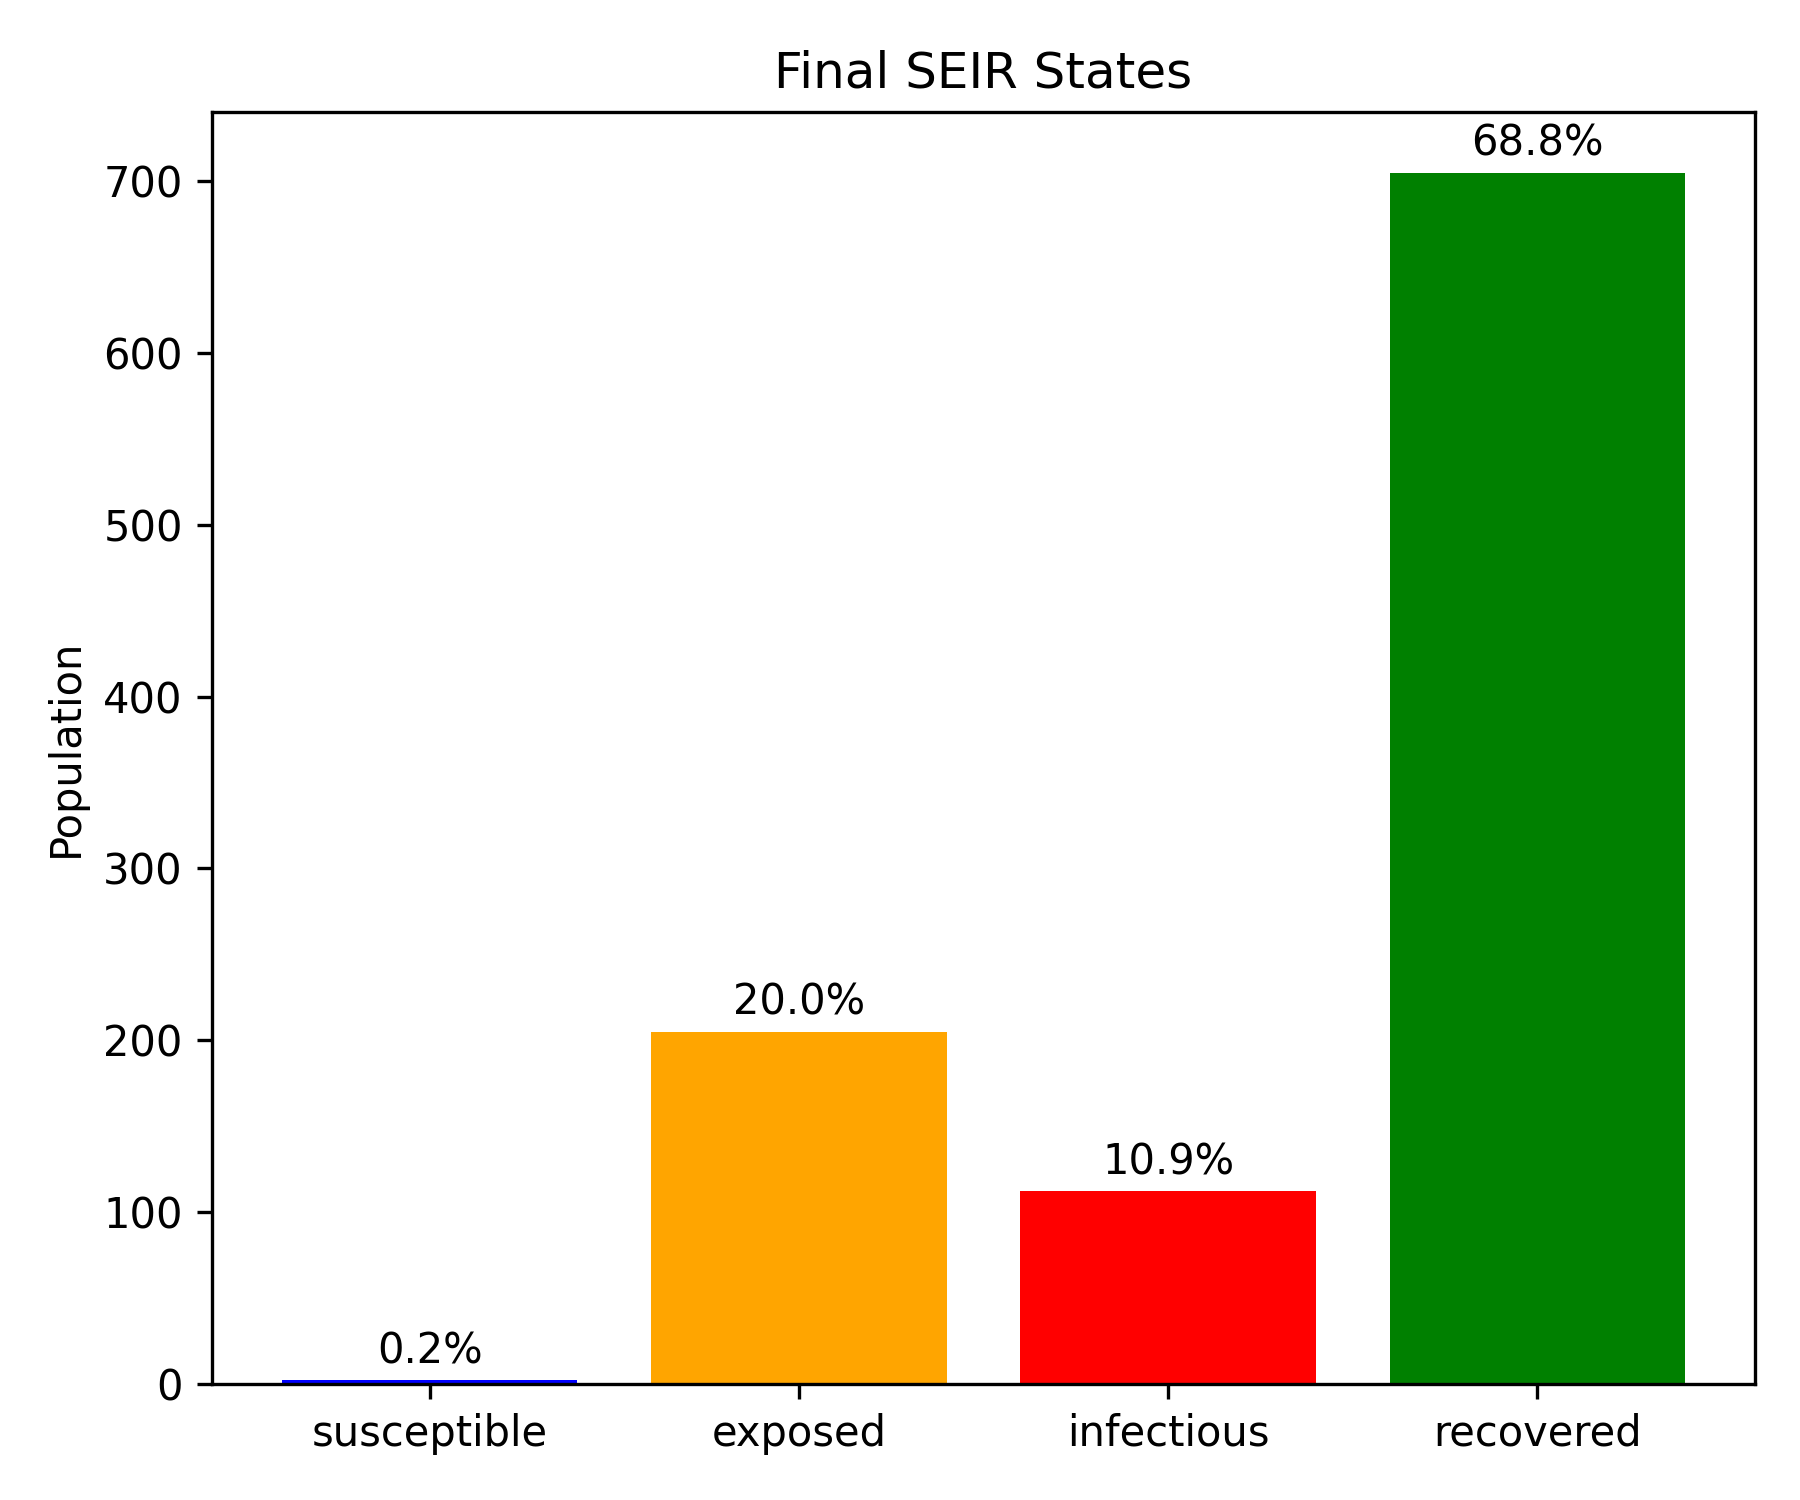 Final SEIR States
Population
700
600
500
400
300
200
100
0
0.2%
20.0%
10.9%
68.8%
susceptible
exposed
infectious
recovered